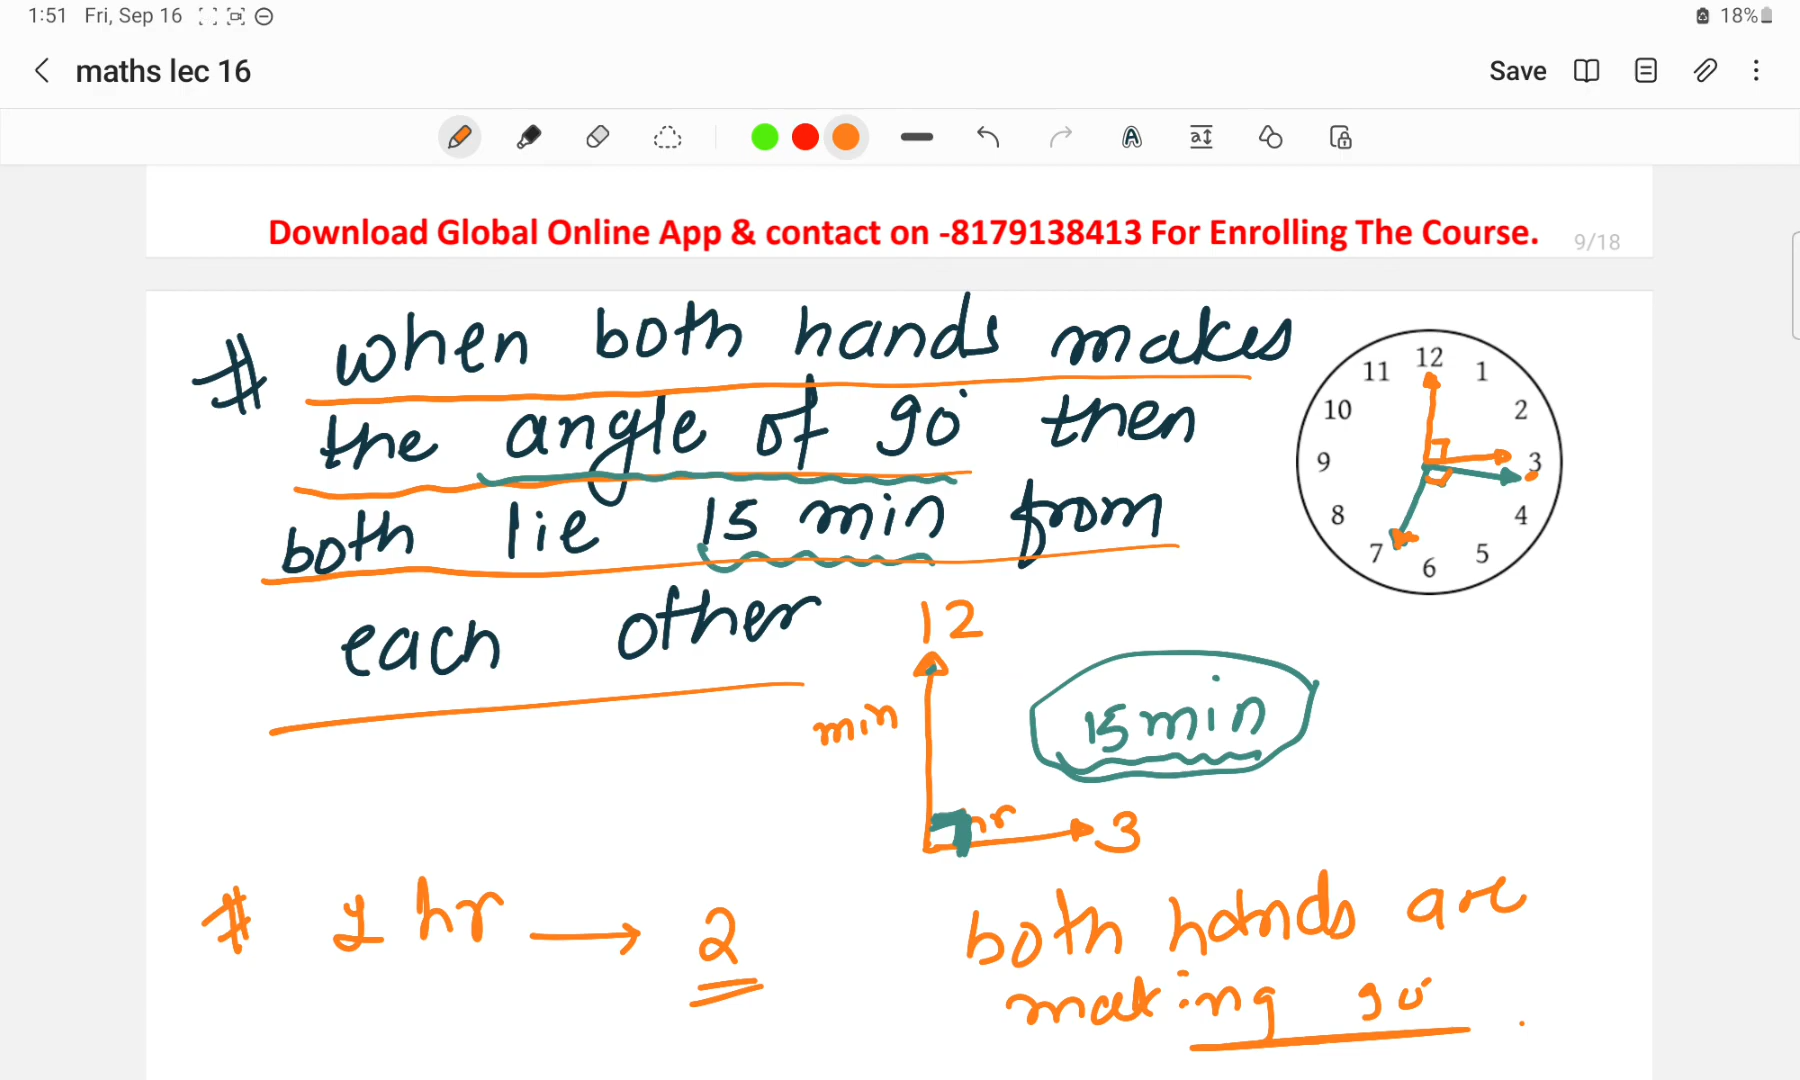 1:51 Fri, Sep 16
18%
maths lec 16
Save
Download Global Online App & contact on -8179138413 For Enrolling The Course.
9/18
# when both hands makes
the angle of 90° then
both lie 15 min from
each other
12
11
1
10
2
9
3
8
4
7
5
6
12
min
15 min
hr
3
# 1 hr → 2
both hands are
making 90°.